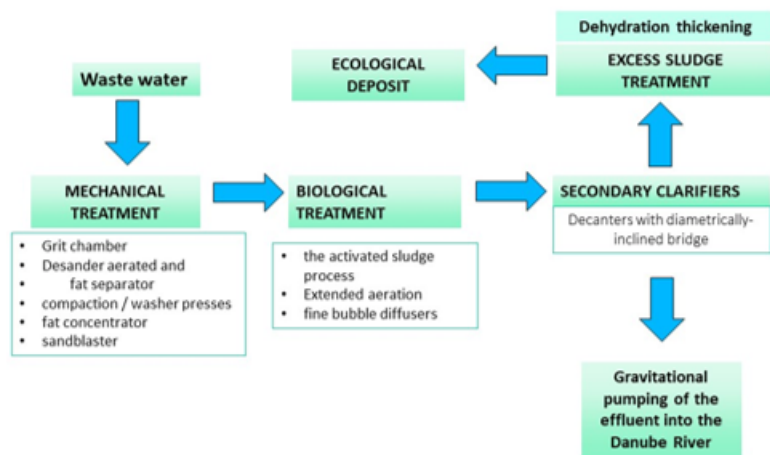 Waste water
MECHANICAL
TREATMENT
• Grit chamber
• Desander aerated and
• fat separator
• compaction / washer presses
• fat concentrator
• sandblaster
BIOLOGICAL
TREATMENT
• the activated sludge
process
• Extended aeration
• fine bubble diffusers
SECONDARY CLARIFIERS
Decanters with diametrically-
inclined bridge
Dehydration thickening
EXCESS SLUDGE
TREATMENT
ECOLOGICAL
DEPOSIT
Gravitational
pumping of the
effluent into the
Danube River